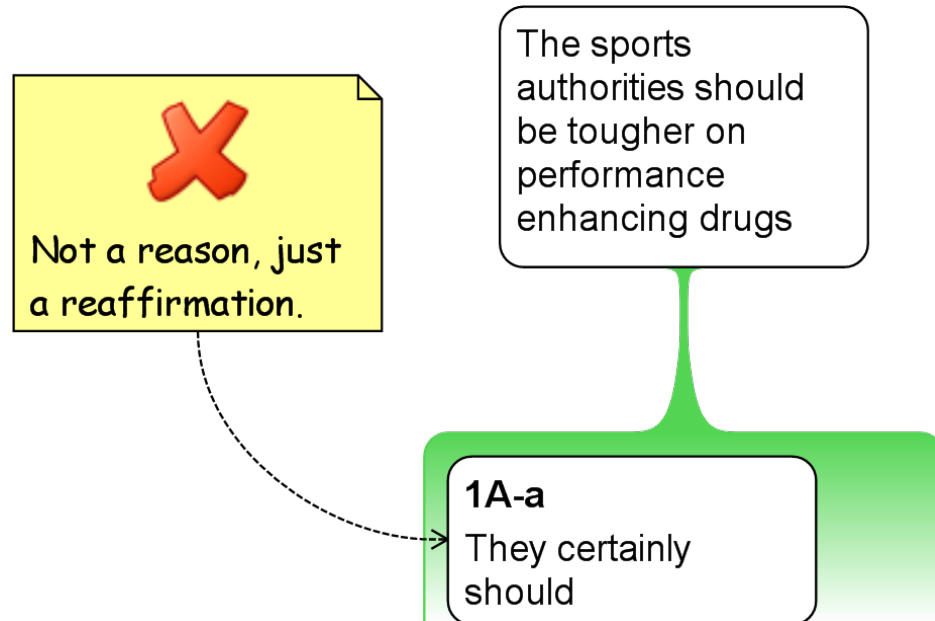 The sports
authorities should
be tougher on
performance
enhancing drugs
Not a reason, just
a reaffirmation.
1A-a
They certainly
should